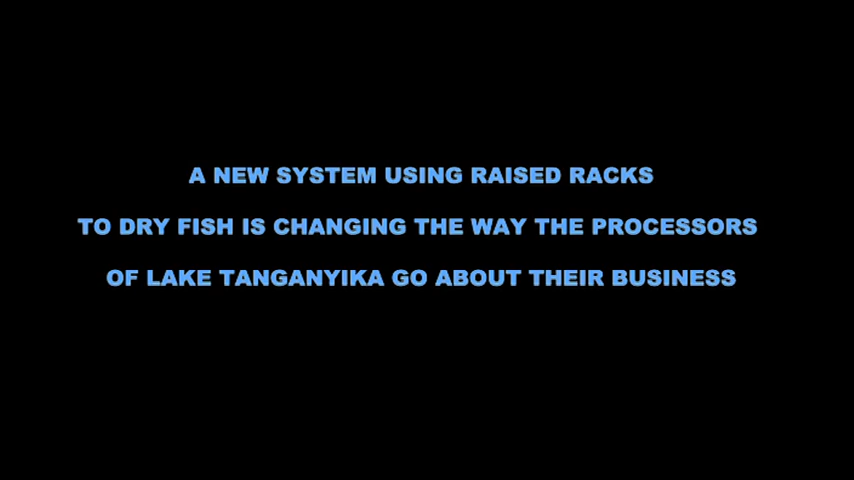 A NEW SYSTEM USING RAISED RACKS
TO DRY FISH IS CHANGING THE WAY THE PROCESSORS
OF LAKE TANGANYIKA GO ABOUT THEIR BUSINESS